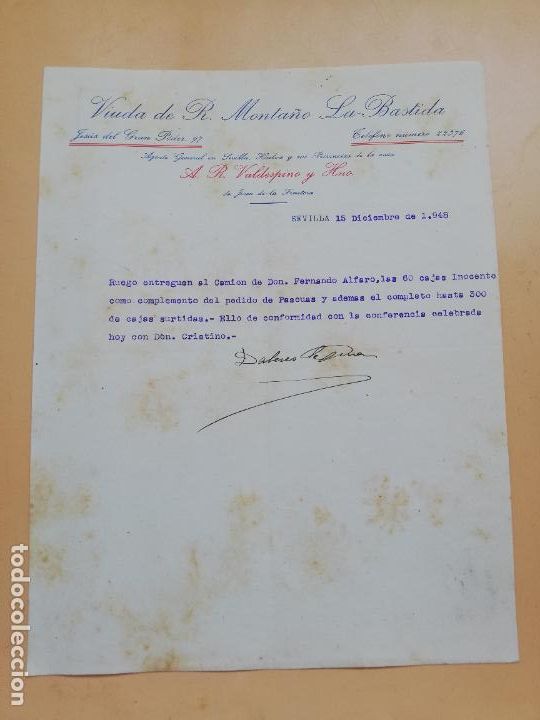 Viuda de R. Montaño La-Bastida
Jesús del Gran Poder, 97
Teléfono número 22376
Agente General en Sevilla, Huelva y sus Provincias de la casa
A. R. Valdespino y Hno.
de Jerez de la Frontera
SEVILLA 15 Diciembre de 1.948
Ruego entreguen al Camion de Don. Fernando Alfaro,las 60 cajas Inocente
como complemento del pedido de Pascuas y ademas el completo hasta 300
de cajas surtidas.- Ello de conformidad con la conferencia celebrada
hoy con Don. Cristino.-
Dolores
todocoleccion